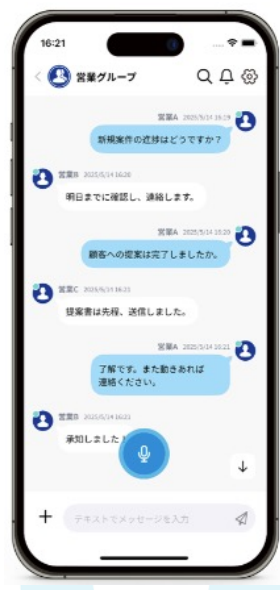 16:21
営業グループ
営業A 2025/5/14 16:19
新規案件の進捗はどうですか？
営業B 2025/5/14 16:20
明日までに確認し、連絡します。
営業A 2025/5/14 16:20
顧客への提案は完了しましたか。
営業C 2025/5/14 16:21
提案書は先程、送信しました。
営業A 2025/5/14 16:21
了解です。また動きあれば
連絡ください。
営業B 2025/5/14 16:21
承知しました
テキストでメッセージを入力